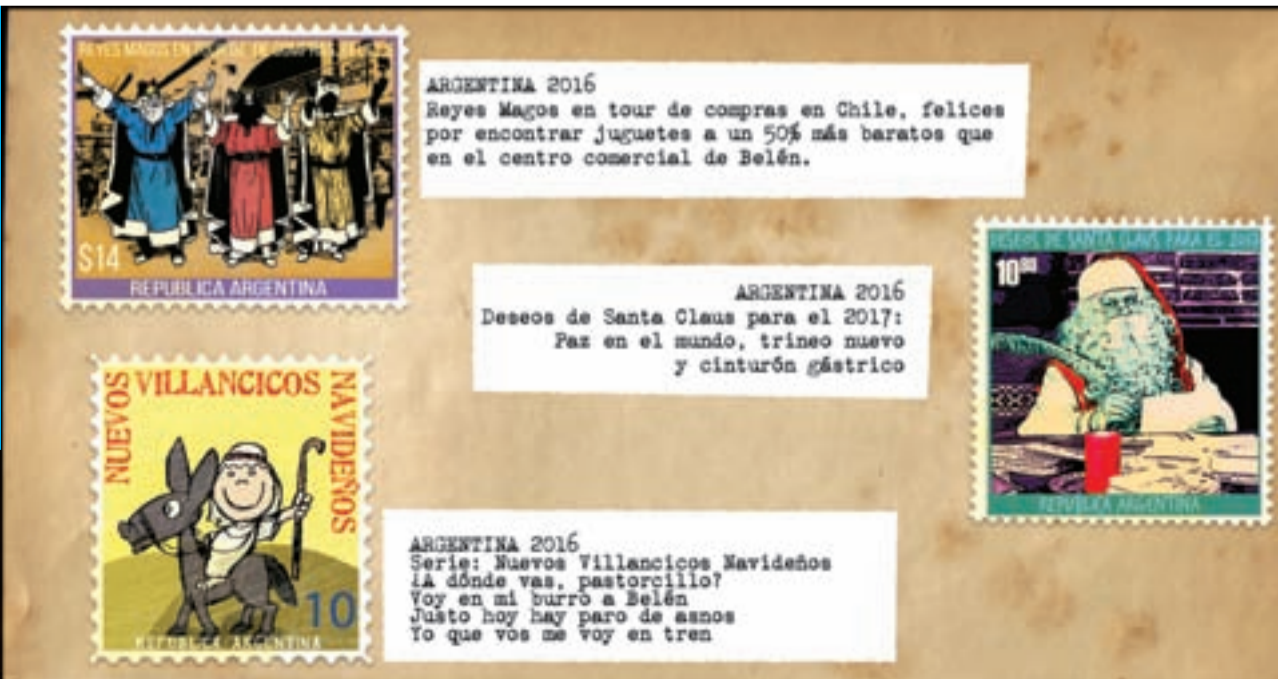 REYES MAGOS EN TOUR DE COMPRAS
ARGENTINA 2016
Reyes Magos en tour de compras en Chile, felices
por encontrar juguetes a un 50% más baratos que
en el centro comercial de Belén.
$14
REPUBLICA ARGENTINA
DESEOS DE SANTA CLAUS PARA EL 2017
10⁰⁰
REPUBLICA ARGENTINA
ARGENTINA 2016
Deseos de Santa Claus para el 2017:
Paz en el mundo, trineo nuevo
y cinturón gástrico
NUEVOS VILLANCICOS NAVIDEÑOS
10
REPUBLICA ARGENTINA
ARGENTINA 2016
Serie: Nuevos Villancicos Navideños
¿A dónde vas, pastorcillo?
Voy en mi burro a Belén
Justo hoy hay paro de asnos
Yo que vos me voy en tren